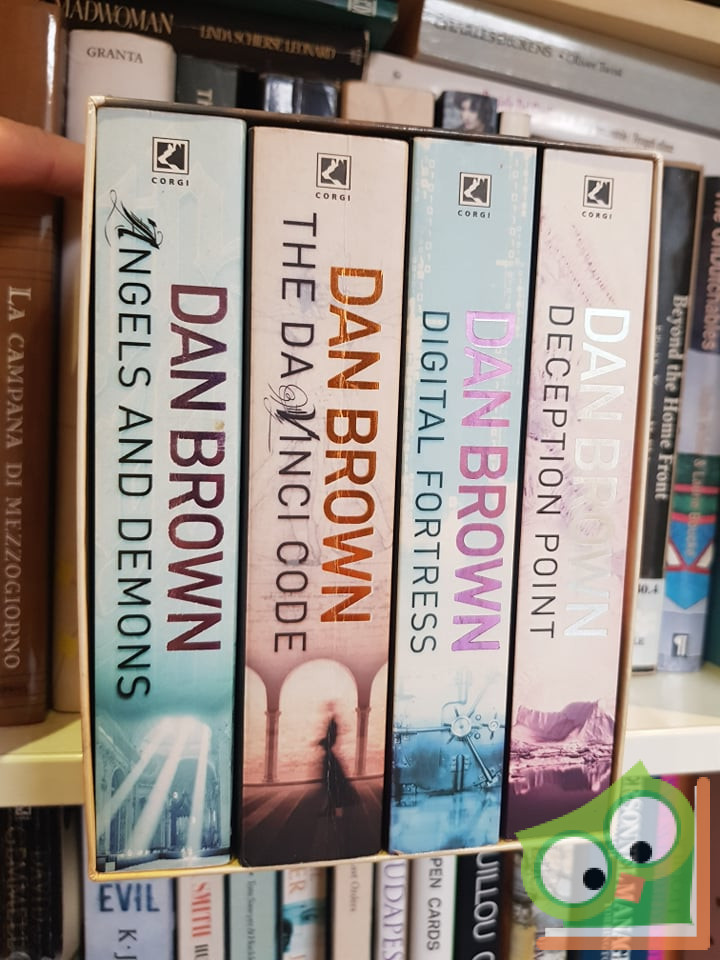 MADWOMAN
LINDA SCHIERSE LEONARD
GRANTA
CHARLES DICKENS • Oliver Twist
LA CAMPANA DI MEZZOGIORNO
CORGI
ANGELS AND DEMONS
DAN BROWN
CORGI
THE DA VINCI CODE
DAN BROWN
CORGI
DIGITAL FORTRESS
DAN BROWN
CORGI
DECEPTION POINT
DAN BROWN
Beyond the Home Front
EVIL
K.J
SMITH
PEN CARDS
UDAPES